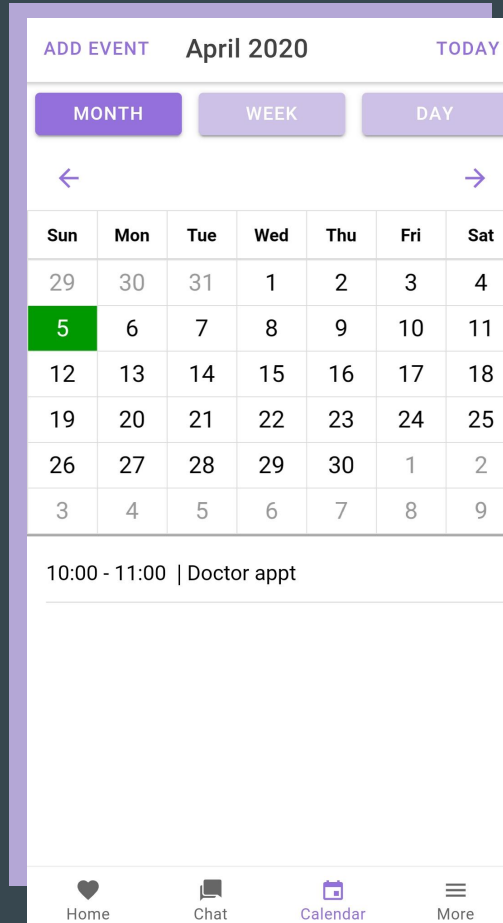 ADD EVENT April 2020 TODAY
MONTH WEEK DAY
Sun Mon Tue Wed Thu Fri Sat
29 30 31 1 2 3 4
5 6 7 8 9 10 11
12 13 14 15 16 17 18
19 20 21 22 23 24 25
26 27 28 29 30 1 2
3 4 5 6 7 8 9
10:00 - 11:00 | Doctor appt
Home Chat Calendar More